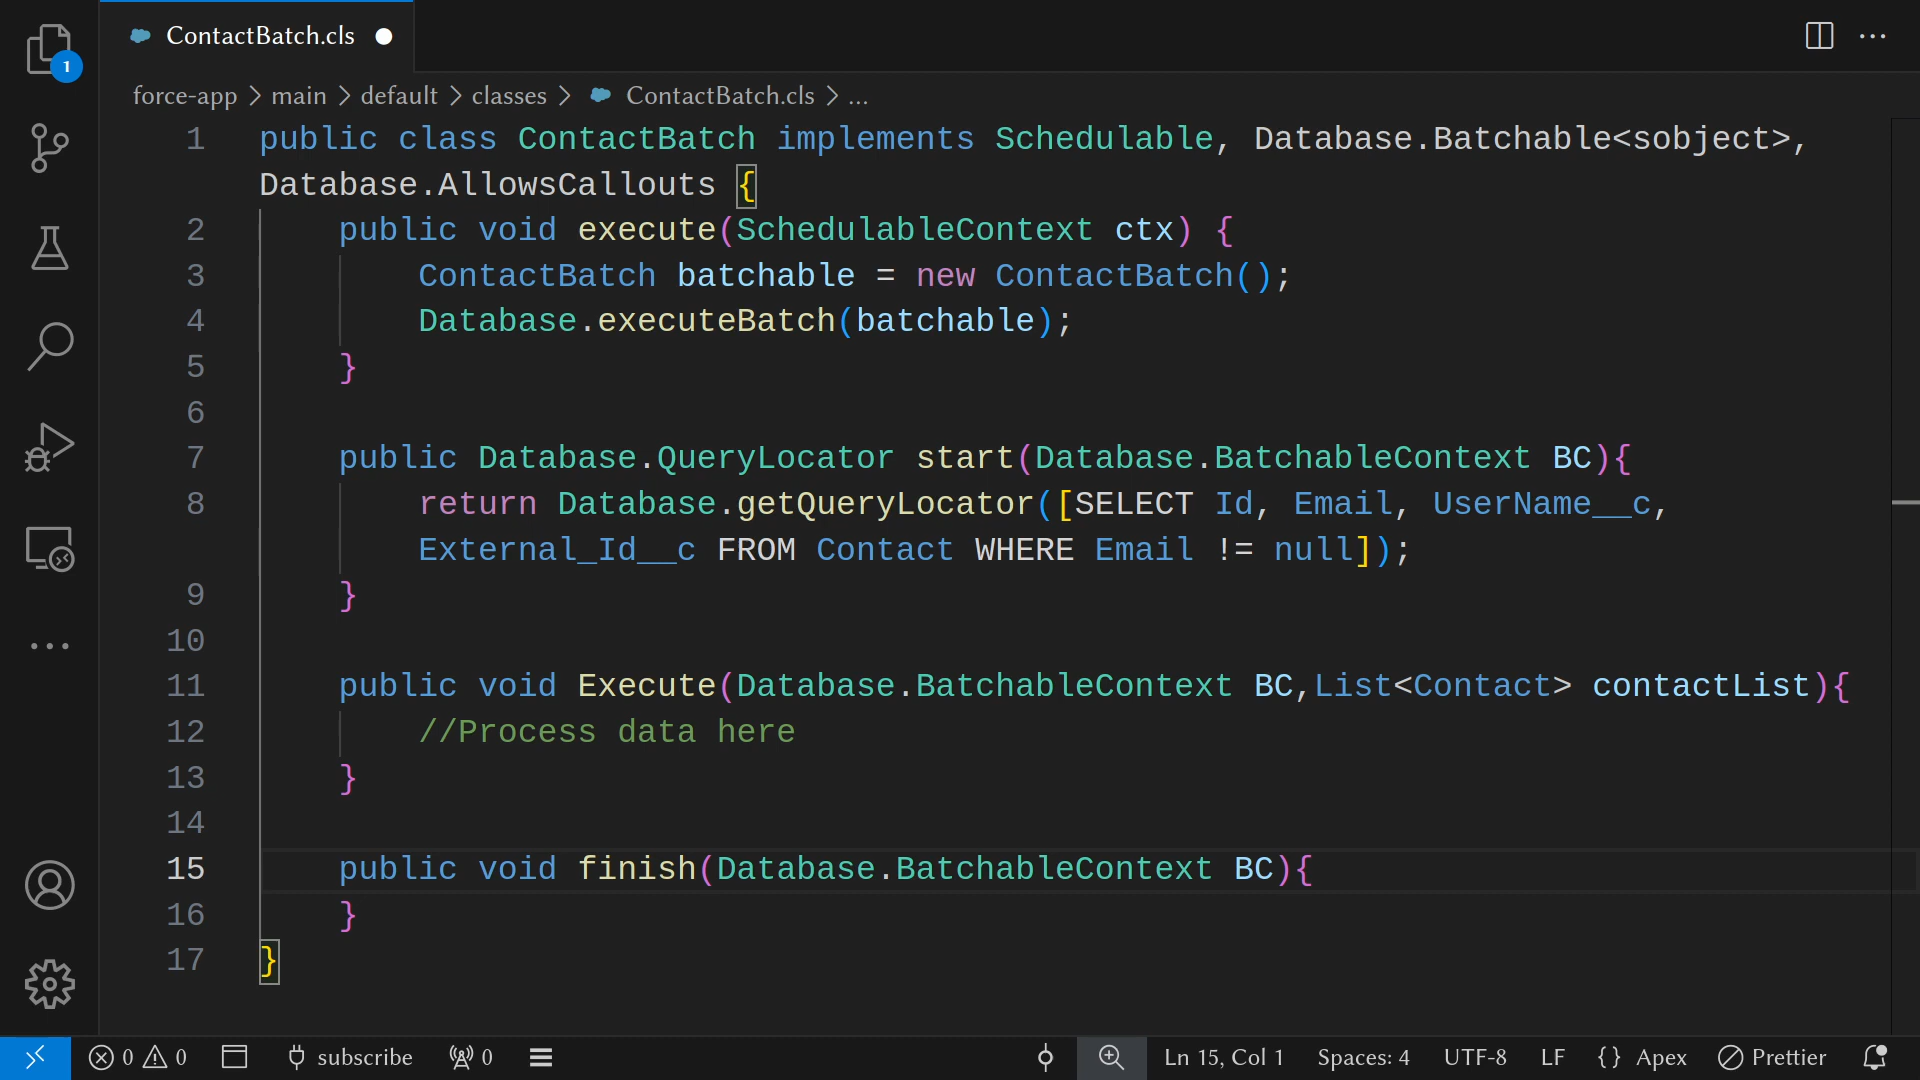 ContactBatch.cls
1
force-app > main > default > classes > ContactBatch.cls > ...
1 public class ContactBatch implements Schedulable, Database.Batchable<sobject>,
Database.AllowsCallouts {
2 public void execute(SchedulableContext ctx) {
3 ContactBatch batchable = new ContactBatch();
4 Database.executeBatch(batchable);
5 }
6
7 public Database.QueryLocator start(Database.BatchableContext BC){
8 return Database.getQueryLocator([SELECT Id, Email, UserName__c,
External_Id__c FROM Contact WHERE Email != null]);
9 }
10
11 public void Execute(Database.BatchableContext BC,List<Contact> contactList){
12 //Process data here
13 }
14
15 public void finish(Database.BatchableContext BC){
16 }
17 }
0 0 subscribe 0 Ln 15, Col 1 Spaces: 4 UTF-8 LF {} Apex Prettier